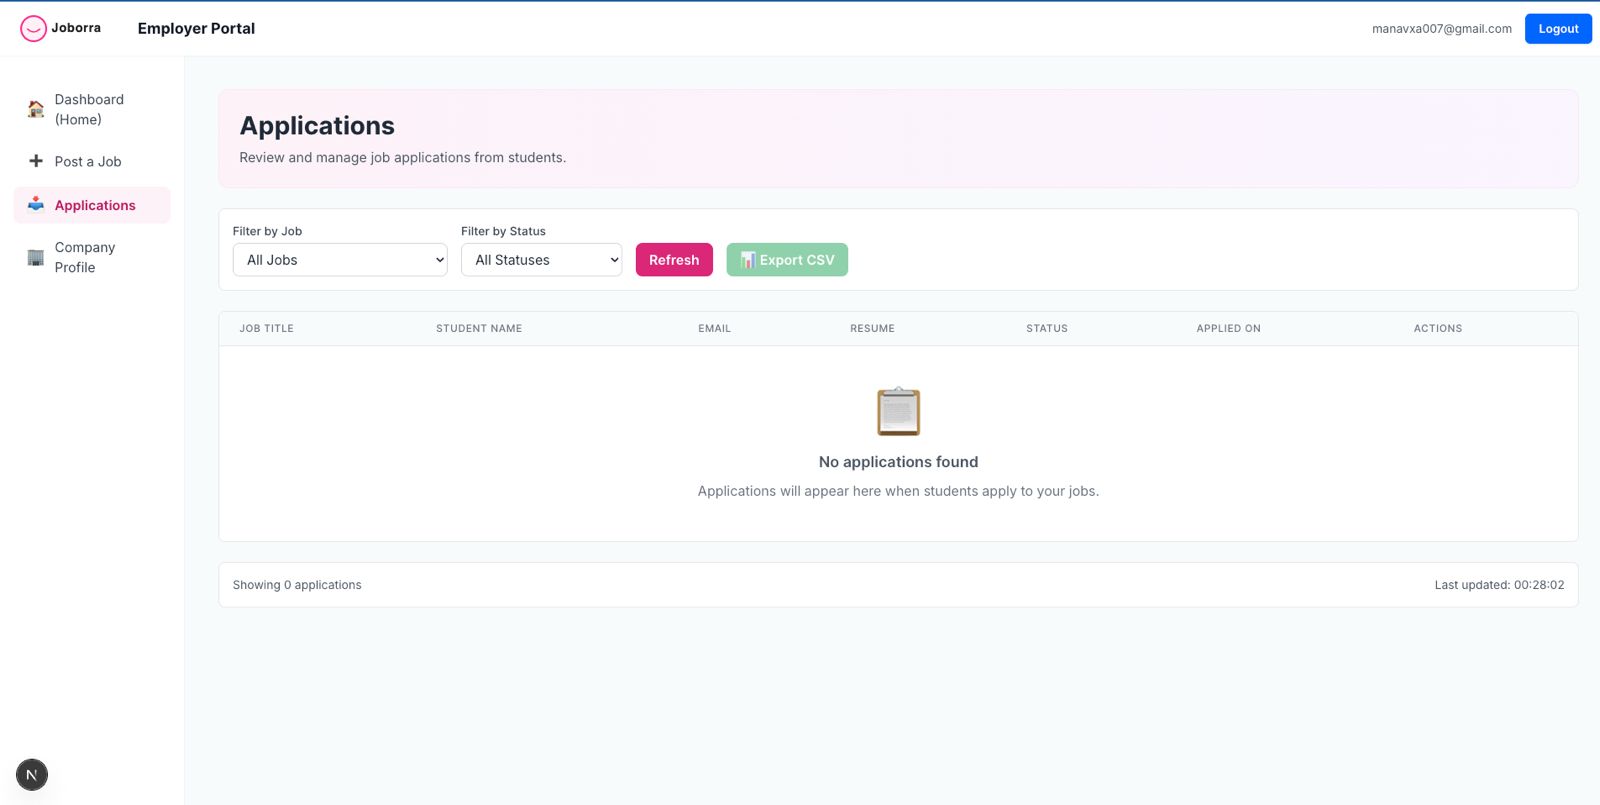 Joborra
Employer Portal
manavxa007@gmail.com
Logout
Dashboard
(Home)
Post a Job
Applications
Company
Profile
Applications
Review and manage job applications from students.
Filter by Job
All Jobs
Filter by Status
All Statuses
Refresh
Export CSV
JOB TITLE
STUDENT NAME
EMAIL
RESUME
STATUS
APPLIED ON
ACTIONS
No applications found
Applications will appear here when students apply to your jobs.
Showing 0 applications
Last updated: 00:28:02
N